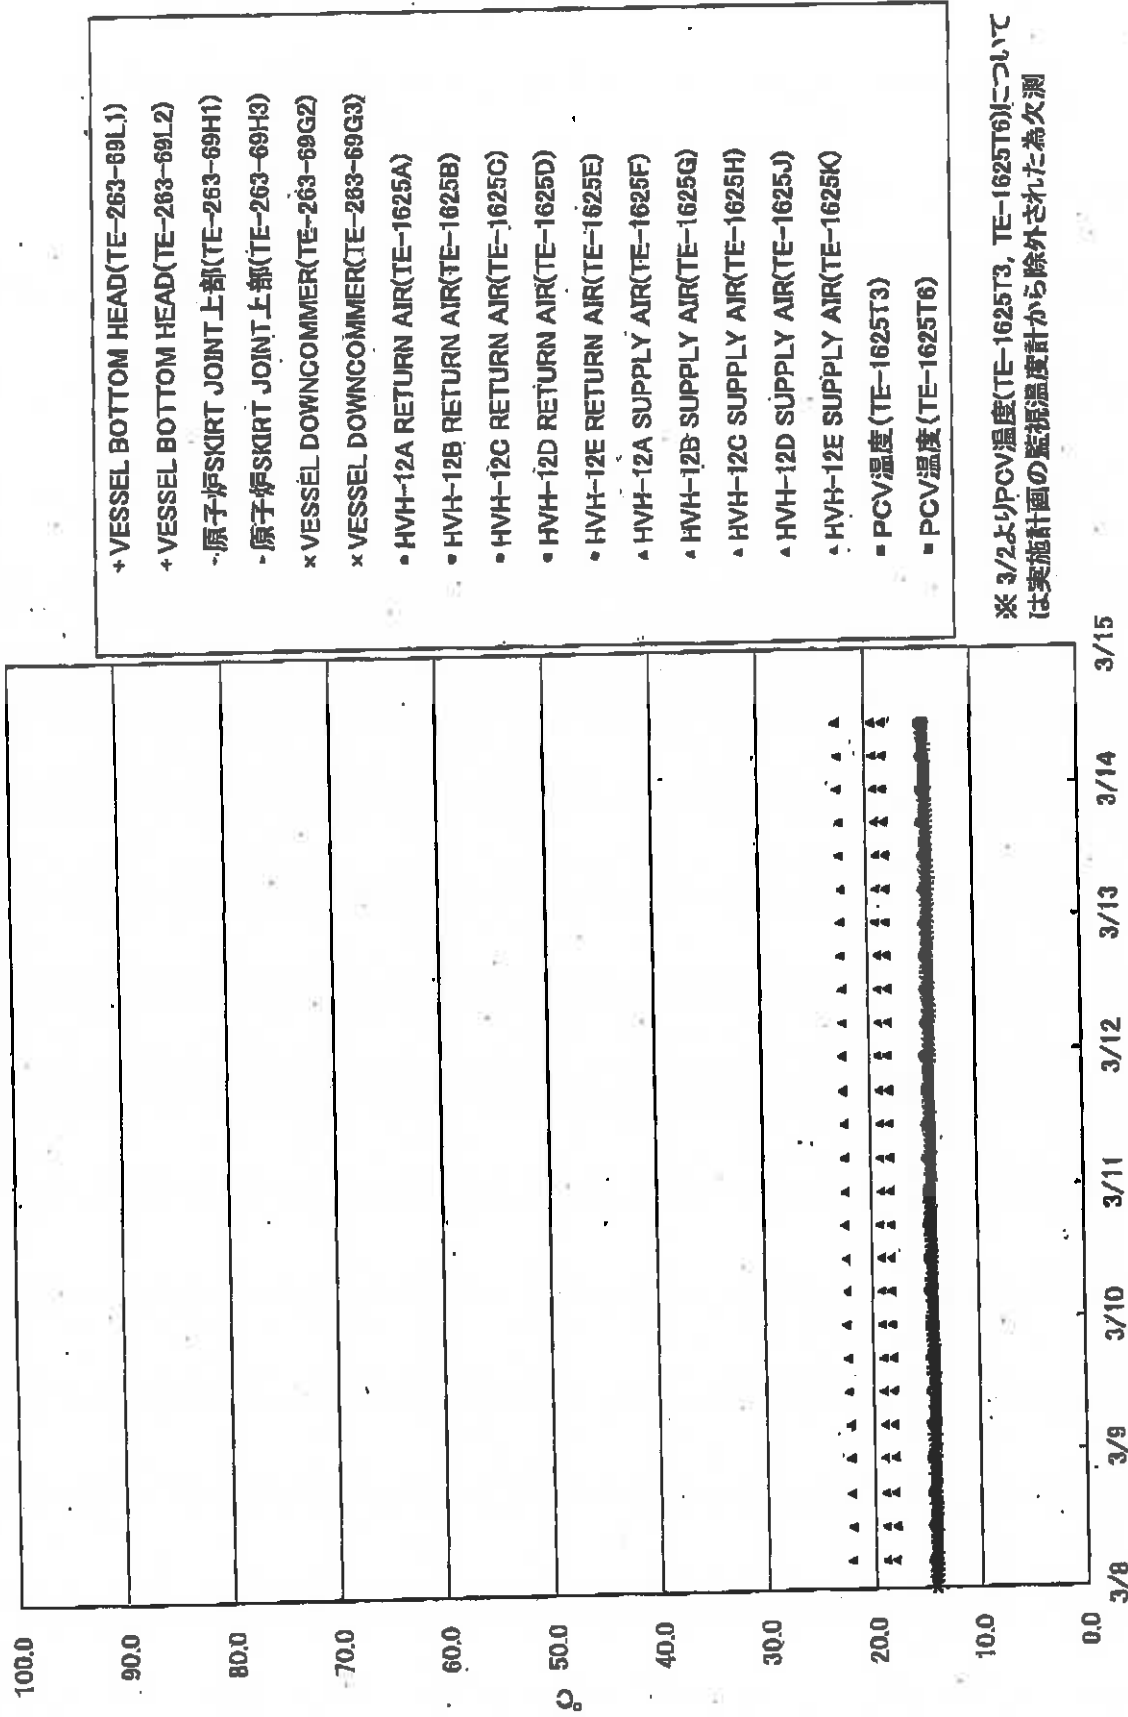 100.0
90.0
80.0
70.0
60.0
50.0
40.0
30.0
20.0
10.0
0.0
℃
3/8
3/9
3/10
3/11
3/12
3/13
3/14
3/15
+ VESSEL BOTTOM HEAD(TE-263-69L1)
+ VESSEL BOTTOM HEAD(TE-263-69L2)
- 原子炉SKIRT JOINT上部(TE-263-69H1)
- 原子炉SKIRT JOINT上部(TE-263-69H3)
× VESSEL DOWNCOMMER(TE-263-69G2)
× VESSEL DOWNCOMMER(TE-263-69G3)
● HVH-12A RETURN AIR(TE-1625A)
● HVH-12B RETURN AIR(TE-1625B)
● HVH-12C RETURN AIR(TE-1625C)
● HVH-12D RETURN AIR(TE-1625D)
● HVH-12E RETURN AIR(TE-1625E)
▲ HVH-12A SUPPLY AIR(TE-1625F)
▲ HVH-12B SUPPLY AIR(TE-1625G)
▲ HVH-12C SUPPLY AIR(TE-1625H)
▲ HVH-12D SUPPLY AIR(TE-1625J)
▲ HVH-12E SUPPLY AIR(TE-1625K)
■ PCV温度(TE-1625T3)
■ PCV温度(TE-1625T6)
※ 3/2よりPCV温度(TE-1625T3, TE-1625T6)について
は実施計画の監視温度計から除外された為欠測